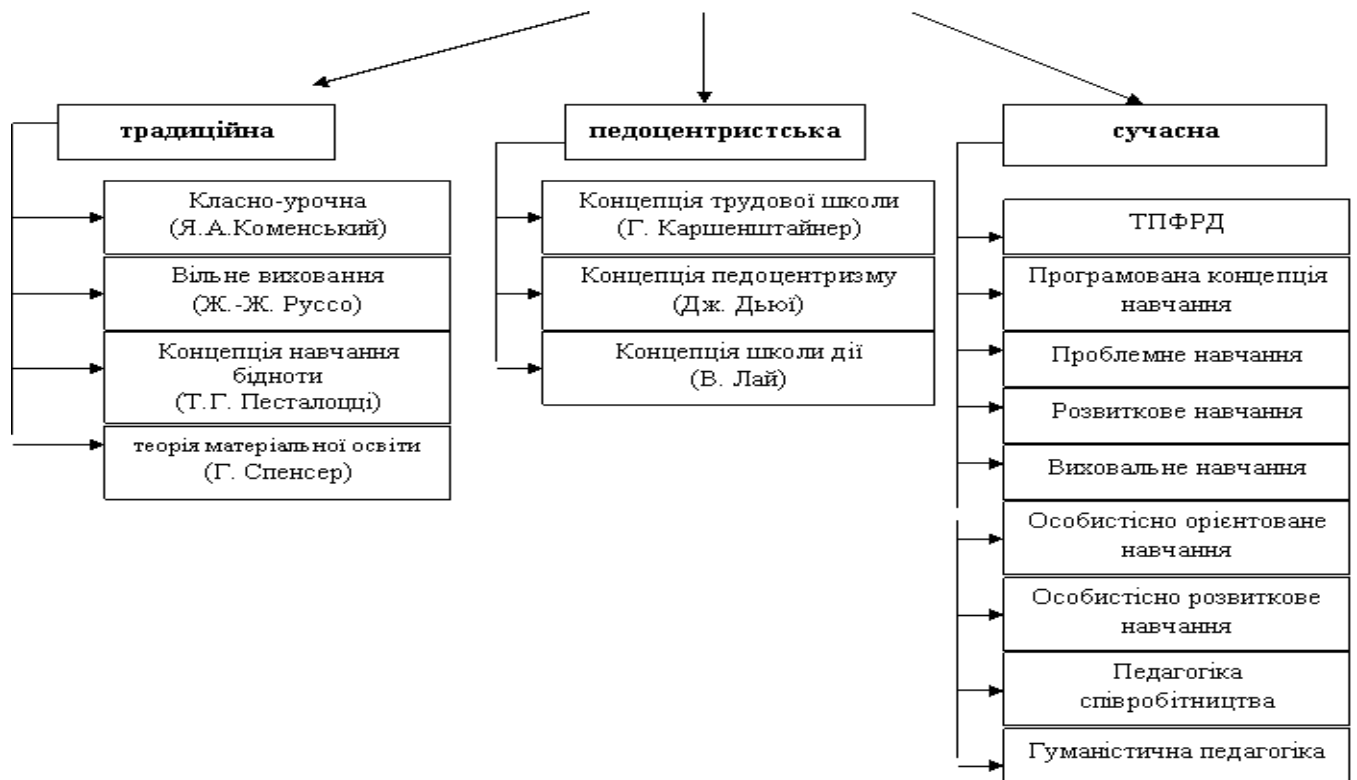 традиційна
Класно-урочна
(Я.А.Коменський)
Вільне виховання
(Ж.-Ж. Руссо)
Концепція навчання
бідноти
(Т.Г. Песталоцці)
теорія матеріальної освіти
(Г. Спенсер)
педоцентристська
Концепція трудової школи
(Г. Каршенштайнер)
Концепція педоцентризму
(Дж. Дьюї)
Концепція школи дії
(В. Лай)
сучасна
ТПФРД
Програмована концепція
навчання
Проблемне навчання
Розвиткове навчання
Виховальне навчання
Особистісно орієнтоване
навчання
Особистісно розвиткове
навчання
Педагогіка
співробітництва
Гуманістична педагогіка